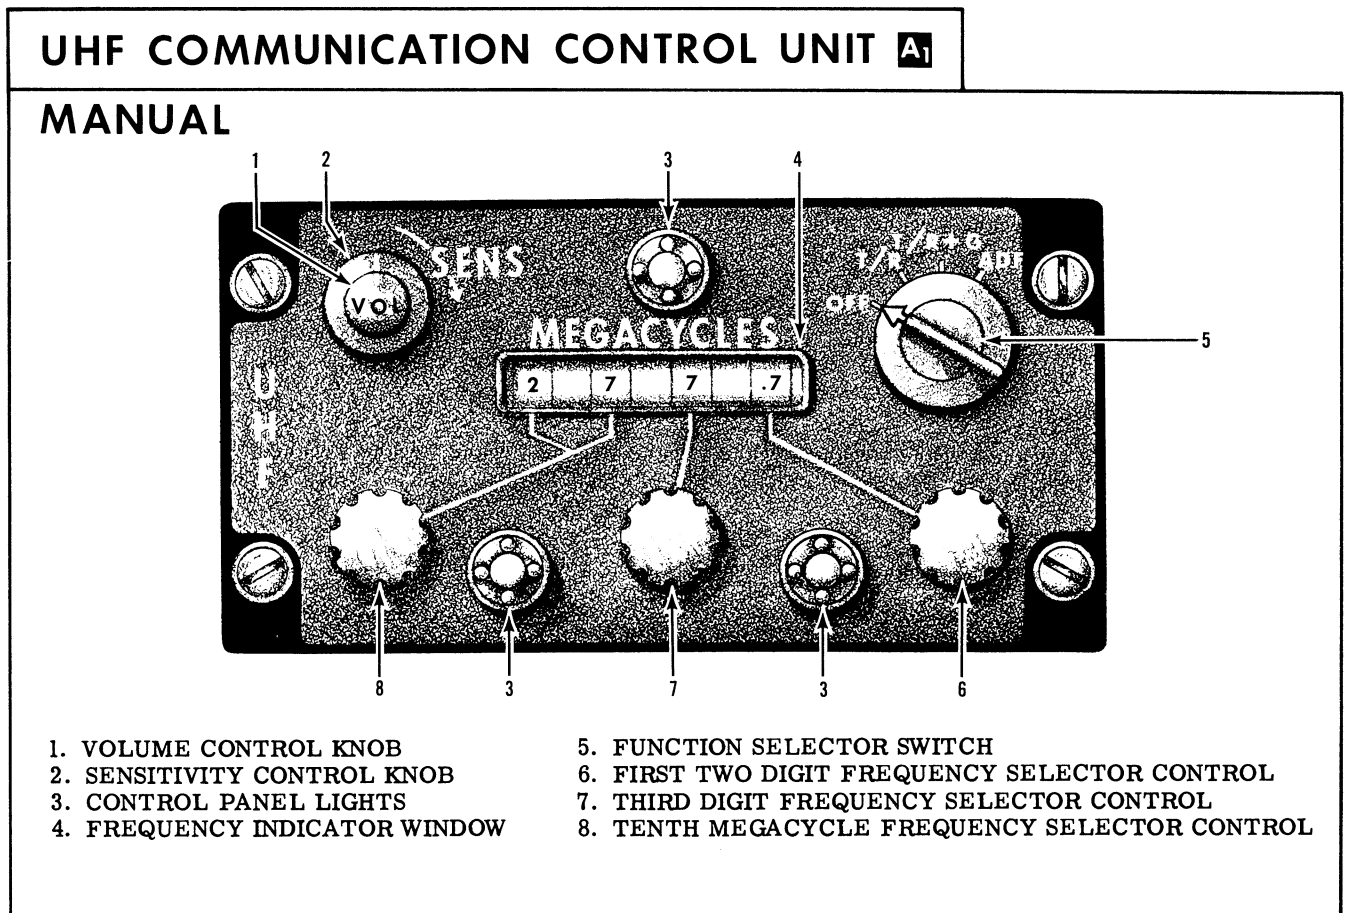 UHF COMMUNICATION CONTROL UNIT A1
MANUAL
1
2
3
4
T/R+G
T/R
ADF
SENS
VOL
OFF
MEGACYCLES
5
2 7 7 .7
UHF
8
3
7
3
6
1. VOLUME CONTROL KNOB
2. SENSITIVITY CONTROL KNOB
3. CONTROL PANEL LIGHTS
4. FREQUENCY INDICATOR WINDOW
5. FUNCTION SELECTOR SWITCH
6. FIRST TWO DIGIT FREQUENCY SELECTOR CONTROL
7. THIRD DIGIT FREQUENCY SELECTOR CONTROL
8. TENTH MEGACYCLE FREQUENCY SELECTOR CONTROL